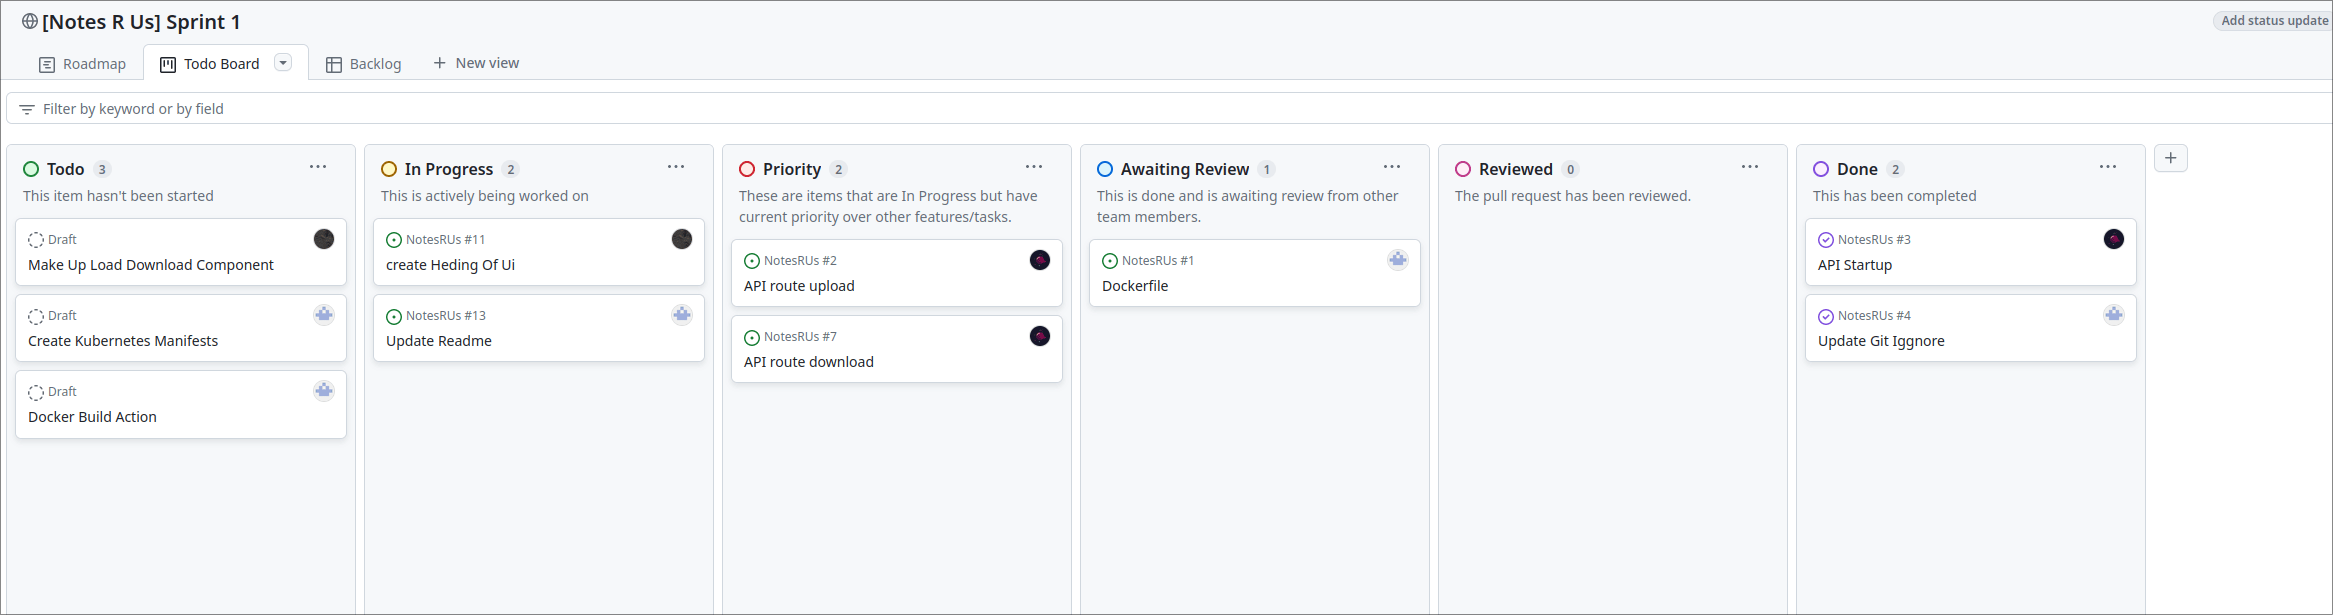 [Notes R Us] Sprint 1
Add status update
Roadmap
Todo Board
Backlog
New view
Filter by keyword or by field
Todo 3
This item hasn't been started
Draft
Make Up Load Download Component
Draft
Create Kubernetes Manifests
Draft
Docker Build Action
In Progress 2
This is actively being worked on
NotesRUs #11
create Heding Of Ui
NotesRUs #13
Update Readme
Priority 2
These are items that are In Progress but have
current priority over other features/tasks.
NotesRUs #2
API route upload
NotesRUs #7
API route download
Awaiting Review 1
This is done and is awaiting review from other
team members.
NotesRUs #1
Dockerfile
Reviewed 0
The pull request has been reviewed.
Done 2
This has been completed
NotesRUs #3
API Startup
NotesRUs #4
Update Git Iggnore